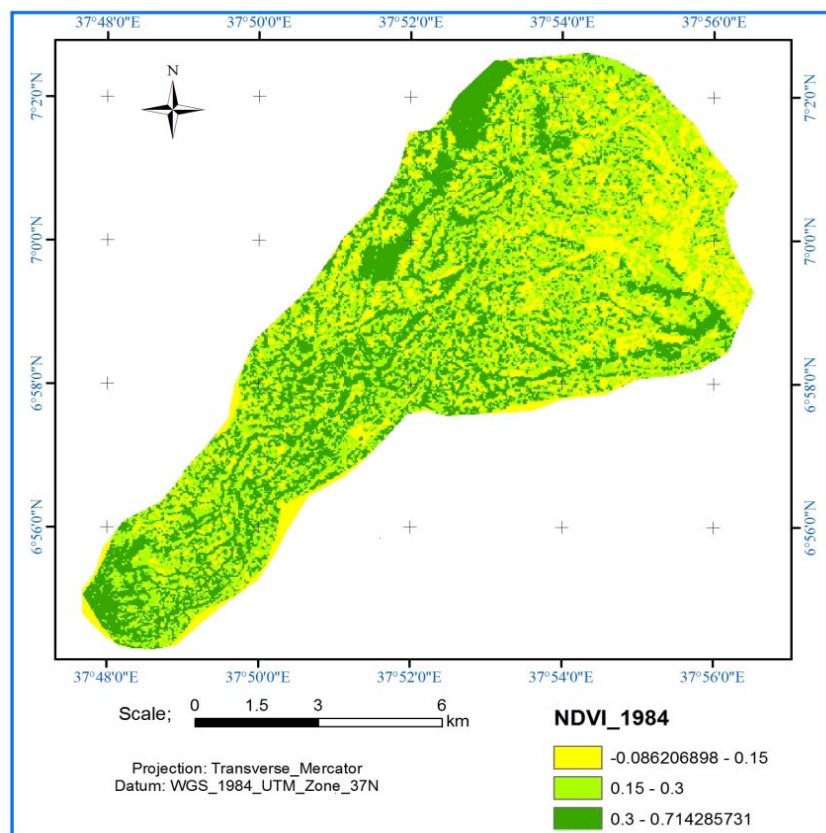 37°48'0"E 37°50'0"E 37°52'0"E 37°54'0"E 37°56'0"E
N
7°2'0"N 7°2'0"N
7°0'0"N 7°0'0"N
6°58'0"N 6°58'0"N
6°56'0"N 6°56'0"N
37°48'0"E 37°50'0"E 37°52'0"E 37°54'0"E 37°56'0"E
Scale; 0 1.5 3 6
km
Projection: Transverse_Mercator
Datum: WGS_1984_UTM_Zone_37N
NDVI_1984
-0.086206898 - 0.15
0.15 - 0.3
0.3 - 0.714285731